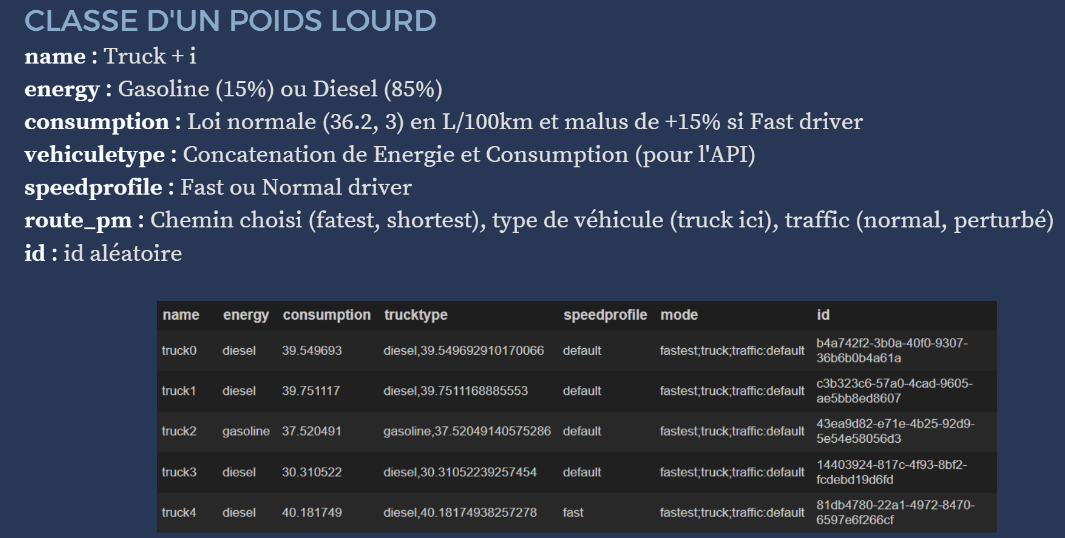 CLASSE D'UN POIDS LOURD
name : Truck + i
energy : Gasoline (15%) ou Diesel (85%)
consumption : Loi normale (36.2, 3) en L/100km et malus de +15% si Fast driver
vehiculetype : Concatenation de Energie et Consumption (pour l'API)
speedprofile : Fast ou Normal driver
route_pm : Chemin choisi (fatest, shortest), type de véhicule (truck ici), traffic (normal, perturbé)
id : id aléatoire
name energy consumption trucktype speedprofile mode id
truck0 diesel 39.549693 diesel,39.549692910170066 default fastest;truck;traffic:default b4a742f2-3b0a-40f0-9307-
36b6b0b4a61a
truck1 diesel 39.751117 diesel,39.7511168885553 default fastest;truck;traffic:default c3b323c6-57a0-4cad-9605-
ae5bb8ed8607
truck2 gasoline 37.520491 gasoline,37.52049140575286 default fastest;truck;traffic:default 43ea9d82-e71e-4b25-92d9-
5e54e58056d3
truck3 diesel 30.310522 diesel,30.31052239257454 default fastest;truck;traffic:default 14403924-817c-4f93-8bf2-
fcdebd19d6fd
truck4 diesel 40.181749 diesel,40.18174938257278 fast fastest;truck;traffic:default 81db4780-22a1-4972-8470-
6597e6f266cf